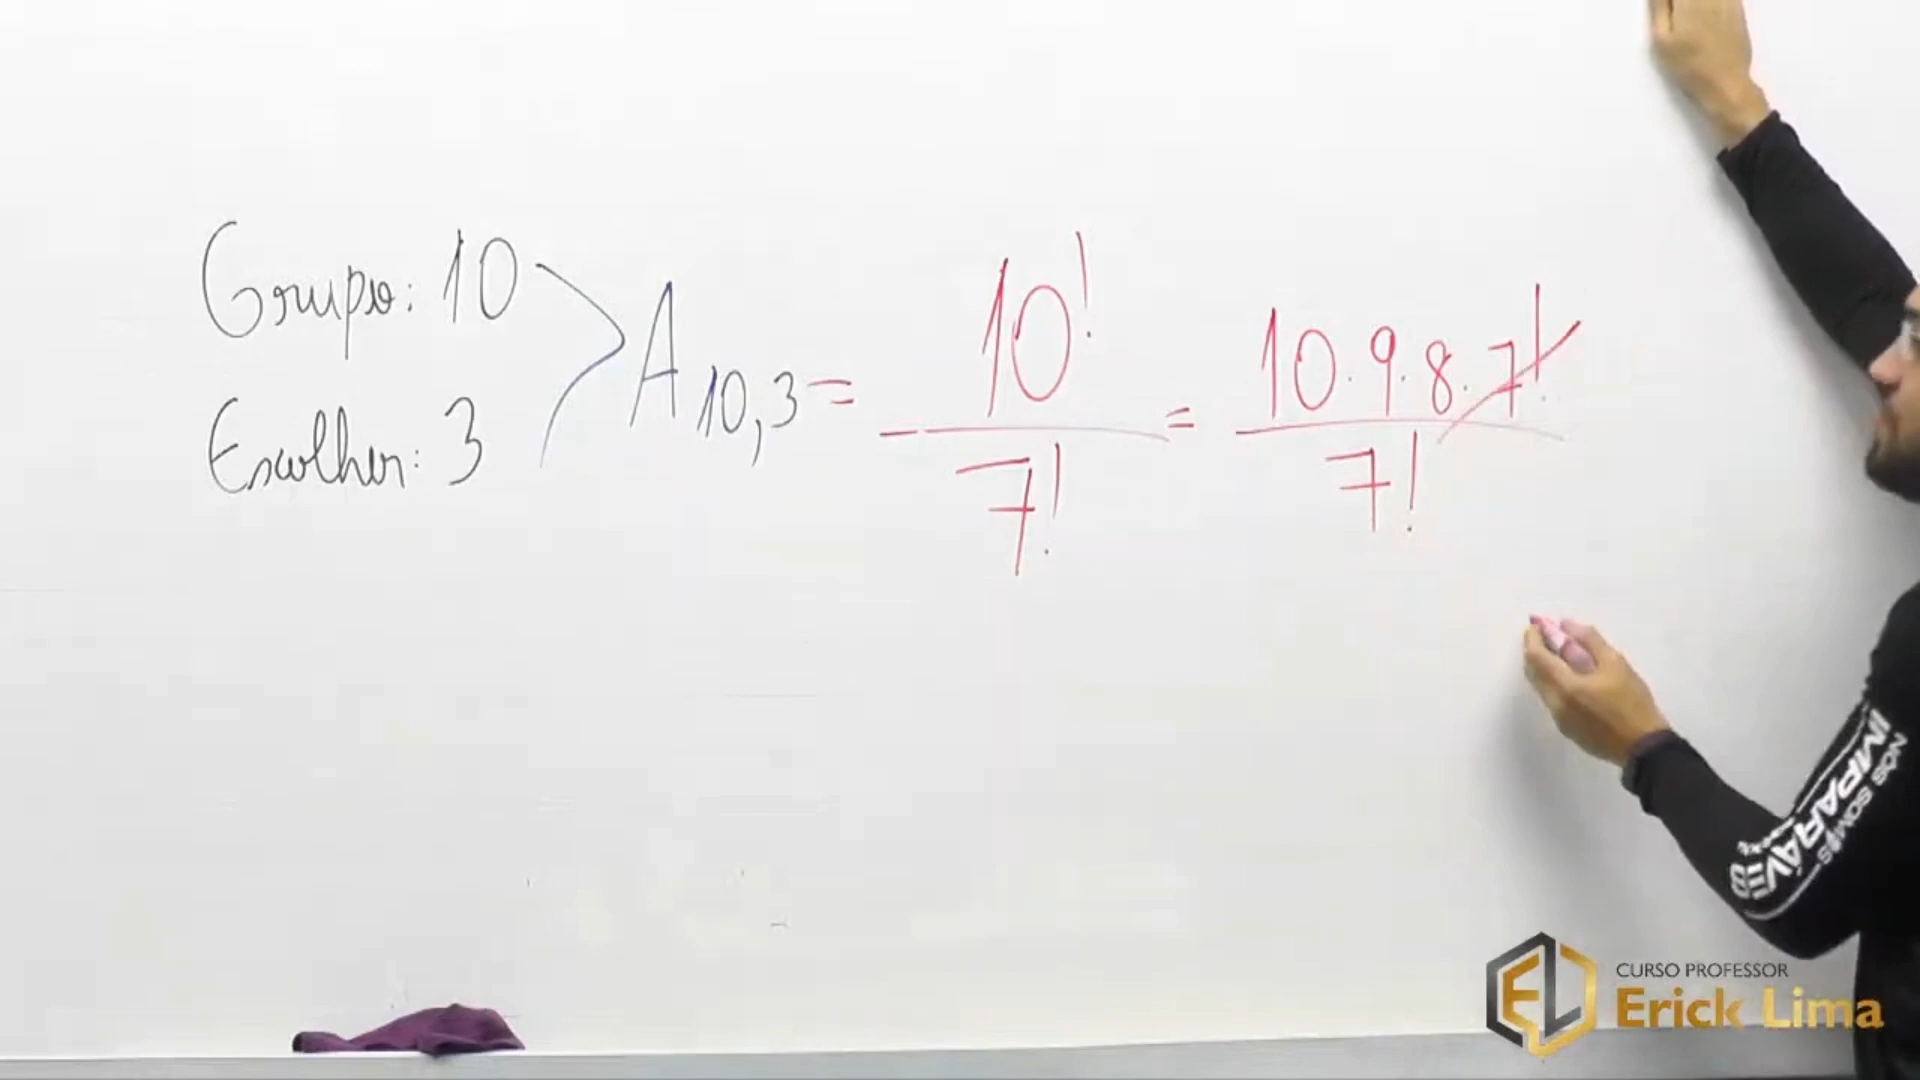 Grupo: 10
Escolher: 3
A 10,3 = 10! / 7! = 10 . 9 . 8 . 7! / 7!
NÓS SOMOS
IMPARÁVEIS
CURSO PROFESSOR
Erick Lima